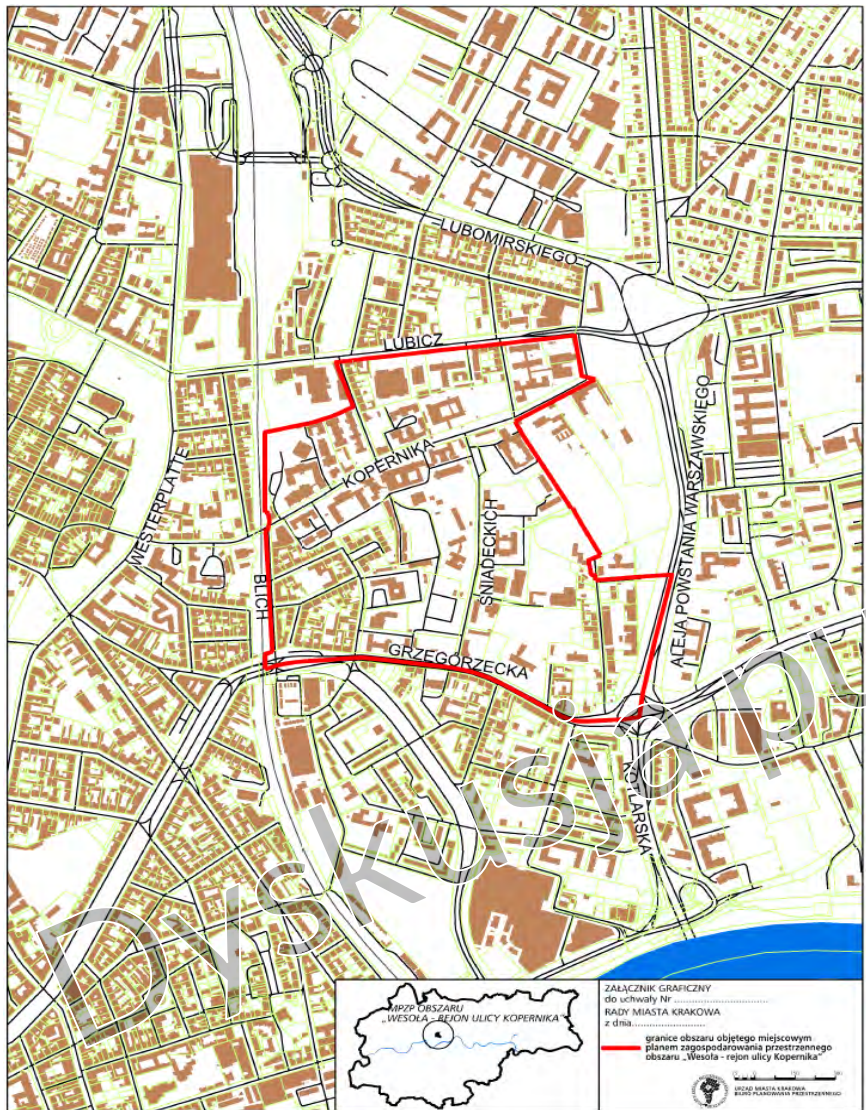 LUBOMIRSKIEGO
LUBICZ
KOPERNIKA
WESTERPLATTE
ŚNIADECKICH
ALEJA POWSTANIA WARSZAWSKIEGO
BLICH
GRZEGÓRZECKA
KOTLARSKA
Dyskusja pu
MPZP OBSZARU
„WESOŁA - REJON ULICY KOPERNIKA"
ZAŁĄCZNIK GRAFICZNY
do uchwały Nr ..............................
RADY MIASTA KRAKOWA
z dnia........................
granice obszaru objętego miejscowym
planem zagospodarowania przestrzennego
obszaru „Wesoła - rejon ulicy Kopernika"
URZĄD MIASTA KRAKOWA
BIURO PLANOWANIA PRZESTRZENNEGO